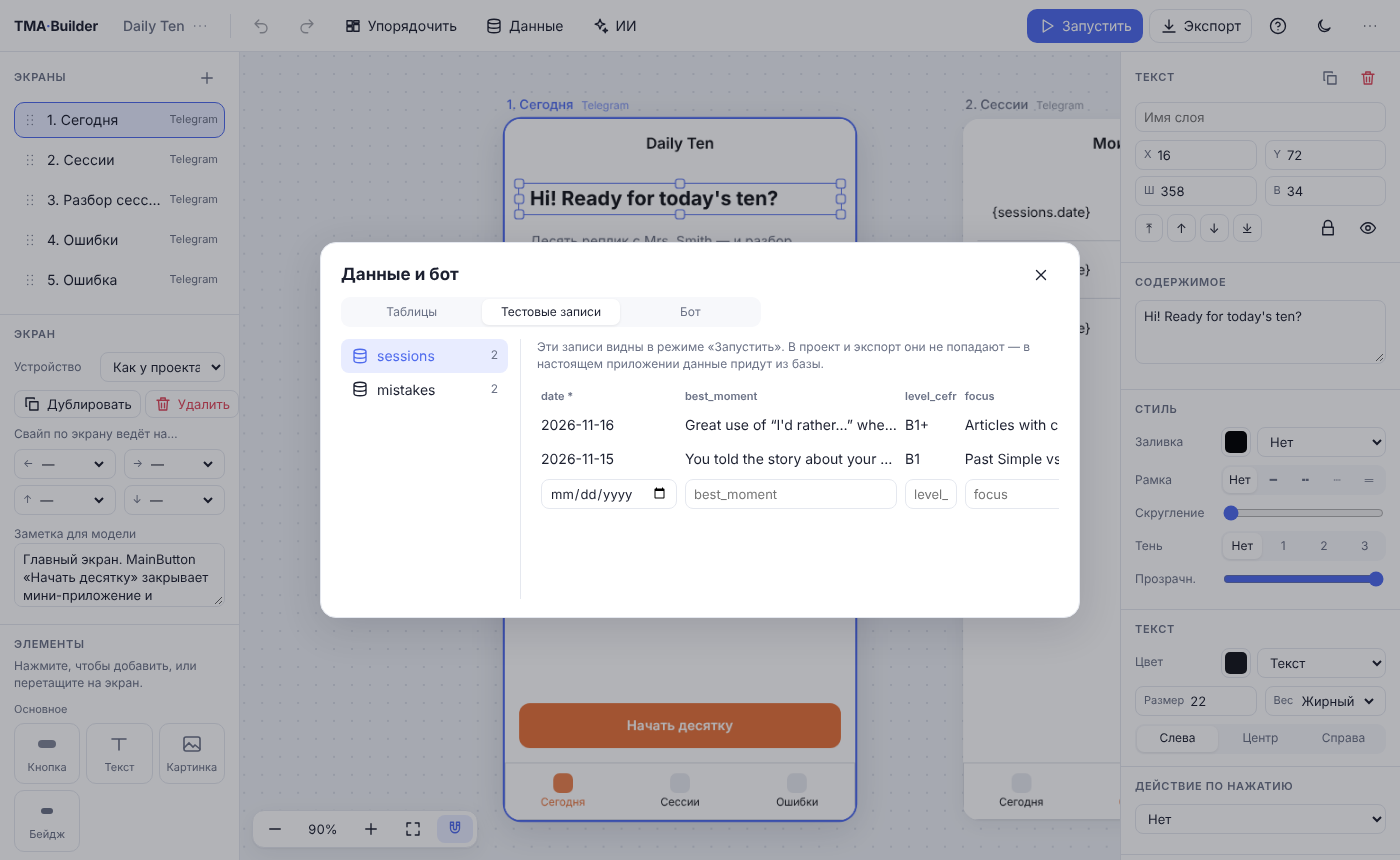 TMA·Builder
Daily Ten ···
Упорядочить
Данные
ИИ
Запустить
Экспорт
ЭКРАНЫ
1. Сегодня Telegram
2. Сессии Telegram
3. Разбор сесс... Telegram
4. Ошибки Telegram
5. Ошибка Telegram
ЭКРАН
Устройство Как у проекта
Дублировать
Удалить
Свайп по экрану ведёт на...
← —
→ —
↑ —
↓ —
Заметка для модели
Главный экран. MainButton
«Начать десятку» закрывает
мини-приложение и
ЭЛЕМЕНТЫ
Нажмите, чтобы добавить, или
перетащите на экран.
Основное
Кнопка
Текст
Картинка
Бейдж
1. Сегодня Telegram
Daily Ten
Hi! Ready for today's ten?
Десять реплик с Mrs. Smith — и разбор
2. Сессии Telegram
{sessions.date}
Данные и бот
Таблицы
Тестовые записи
Бот
sessions 2
mistakes 2
Эти записи видны в режиме «Запустить». В проект и экспорт они не попадают — в
настоящем приложении данные придут из базы.
date * best_moment level_cefr focus
2026-11-16 Great use of “I'd rather…” whe... B1+ Articles with c
2026-11-15 You told the story about your ... B1 Past Simple vs
mm/dd/yyyy best_moment level_ focus
Начать десятку
Сегодня
Сессии
Ошибки
Сегодня
90%
ТЕКСТ
Имя слоя
X 16
Y 72
Ш 358
В 34
СОДЕРЖИМОЕ
Hi! Ready for today's ten?
СТИЛЬ
Заливка Нет
Рамка Нет
Скругление
Тень Нет 1 2 3
Прозрачн.
ТЕКСТ
Цвет Текст
Размер 22
Вес Жирный
Слева Центр Справа
ДЕЙСТВИЕ ПО НАЖАТИЮ
Нет